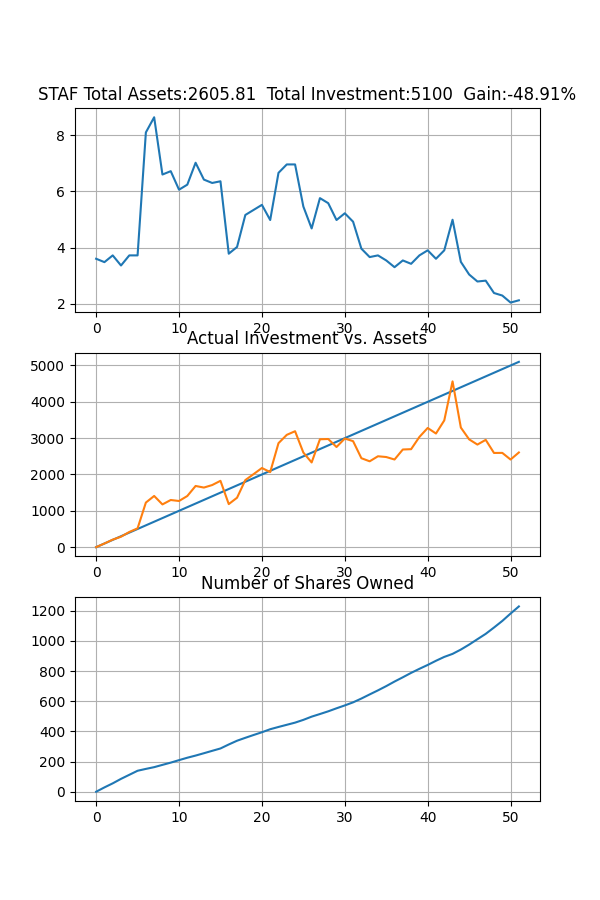 STAF Total Assets:2605.81  Total Investment:5100  Gain:-48.91%
8
6
4
2
0 10 20 30 40 50
Actual Investment vs. Assets
5000
4000
3000
2000
1000
0
0 10 20 30 40 50
Number of Shares Owned
1200
1000
800
600
400
200
0
0 10 20 30 40 50